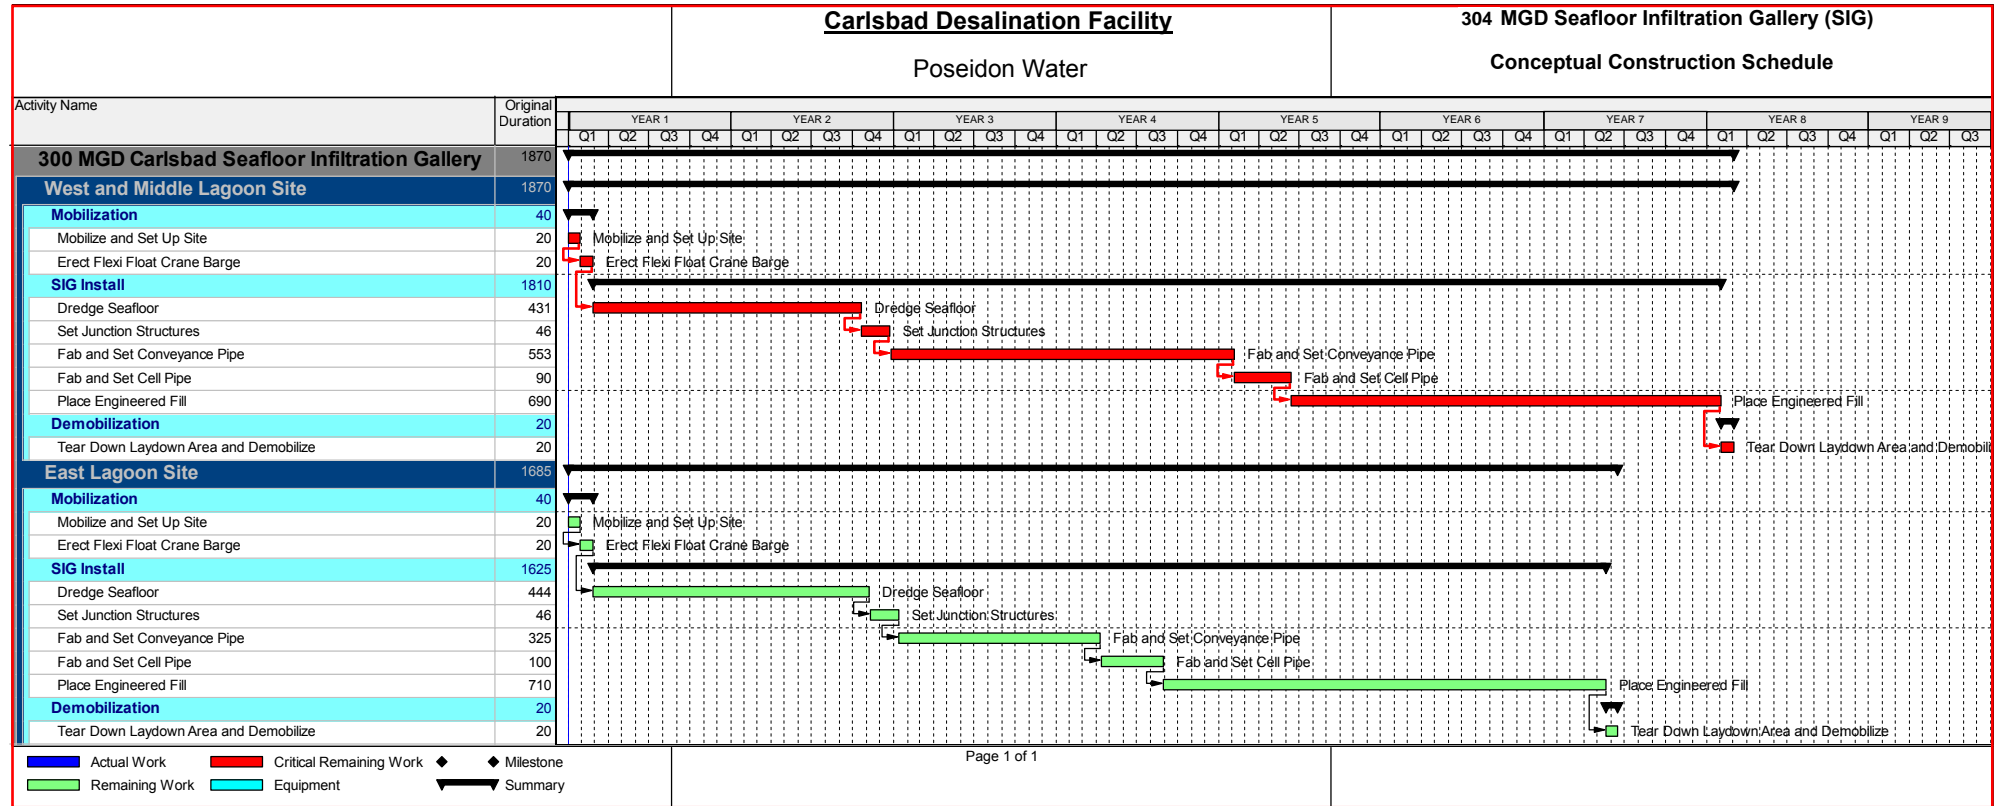 Carlsbad Desalination Facility
Poseidon Water
304 MGD Seafloor Infiltration Gallery (SIG)
Conceptual Construction Schedule
Activity Name
Original
Duration
YEAR 1 YEAR 2 YEAR 3 YEAR 4 YEAR 5 YEAR 6 YEAR 7 YEAR 8 YEAR 9
Q1 Q2 Q3 Q4 Q1 Q2 Q3 Q4 Q1 Q2 Q3 Q4 Q1 Q2 Q3 Q4 Q1 Q2 Q3 Q4 Q1 Q2 Q3 Q4 Q1 Q2 Q3 Q4 Q1 Q2 Q3 Q4 Q1 Q2 Q3
300 MGD Carlsbad Seafloor Infiltration Gallery 1870
West and Middle Lagoon Site 1870
Mobilization 40
Mobilize and Set Up Site 20 Mobilize and Set Up Site
Erect Flexi Float Crane Barge 20 Erect Flexi Float Crane Barge
SIG Install 1810
Dredge Seafloor 431 Dredge Seafloor
Set Junction Structures 46 Set Junction Structures
Fab and Set Conveyance Pipe 553 Fab and Set Conveyance Pipe
Fab and Set Cell Pipe 90 Fab and Set Cell Pipe
Place Engineered Fill 690 Place Engineered Fill
Demobilization 20
Tear Down Laydown Area and Demobilize 20 Tear Down Laydown Area and Demobili
East Lagoon Site 1685
Mobilization 40
Mobilize and Set Up Site 20 Mobilize and Set Up Site
Erect Flexi Float Crane Barge 20 Erect Flexi Float Crane Barge
SIG Install 1625
Dredge Seafloor 444 Dredge Seafloor
Set Junction Structures 46 Set Junction Structures
Fab and Set Conveyance Pipe 325 Fab and Set Conveyance Pipe
Fab and Set Cell Pipe 100 Fab and Set Cell Pipe
Place Engineered Fill 710 Place Engineered Fill
Demobilization 20
Tear Down Laydown Area and Demobilize 20 Tear Down Laydown Area and Demobilize
Actual Work Critical Remaining Work Milestone
Remaining Work Equipment Summary
Page 1 of 1